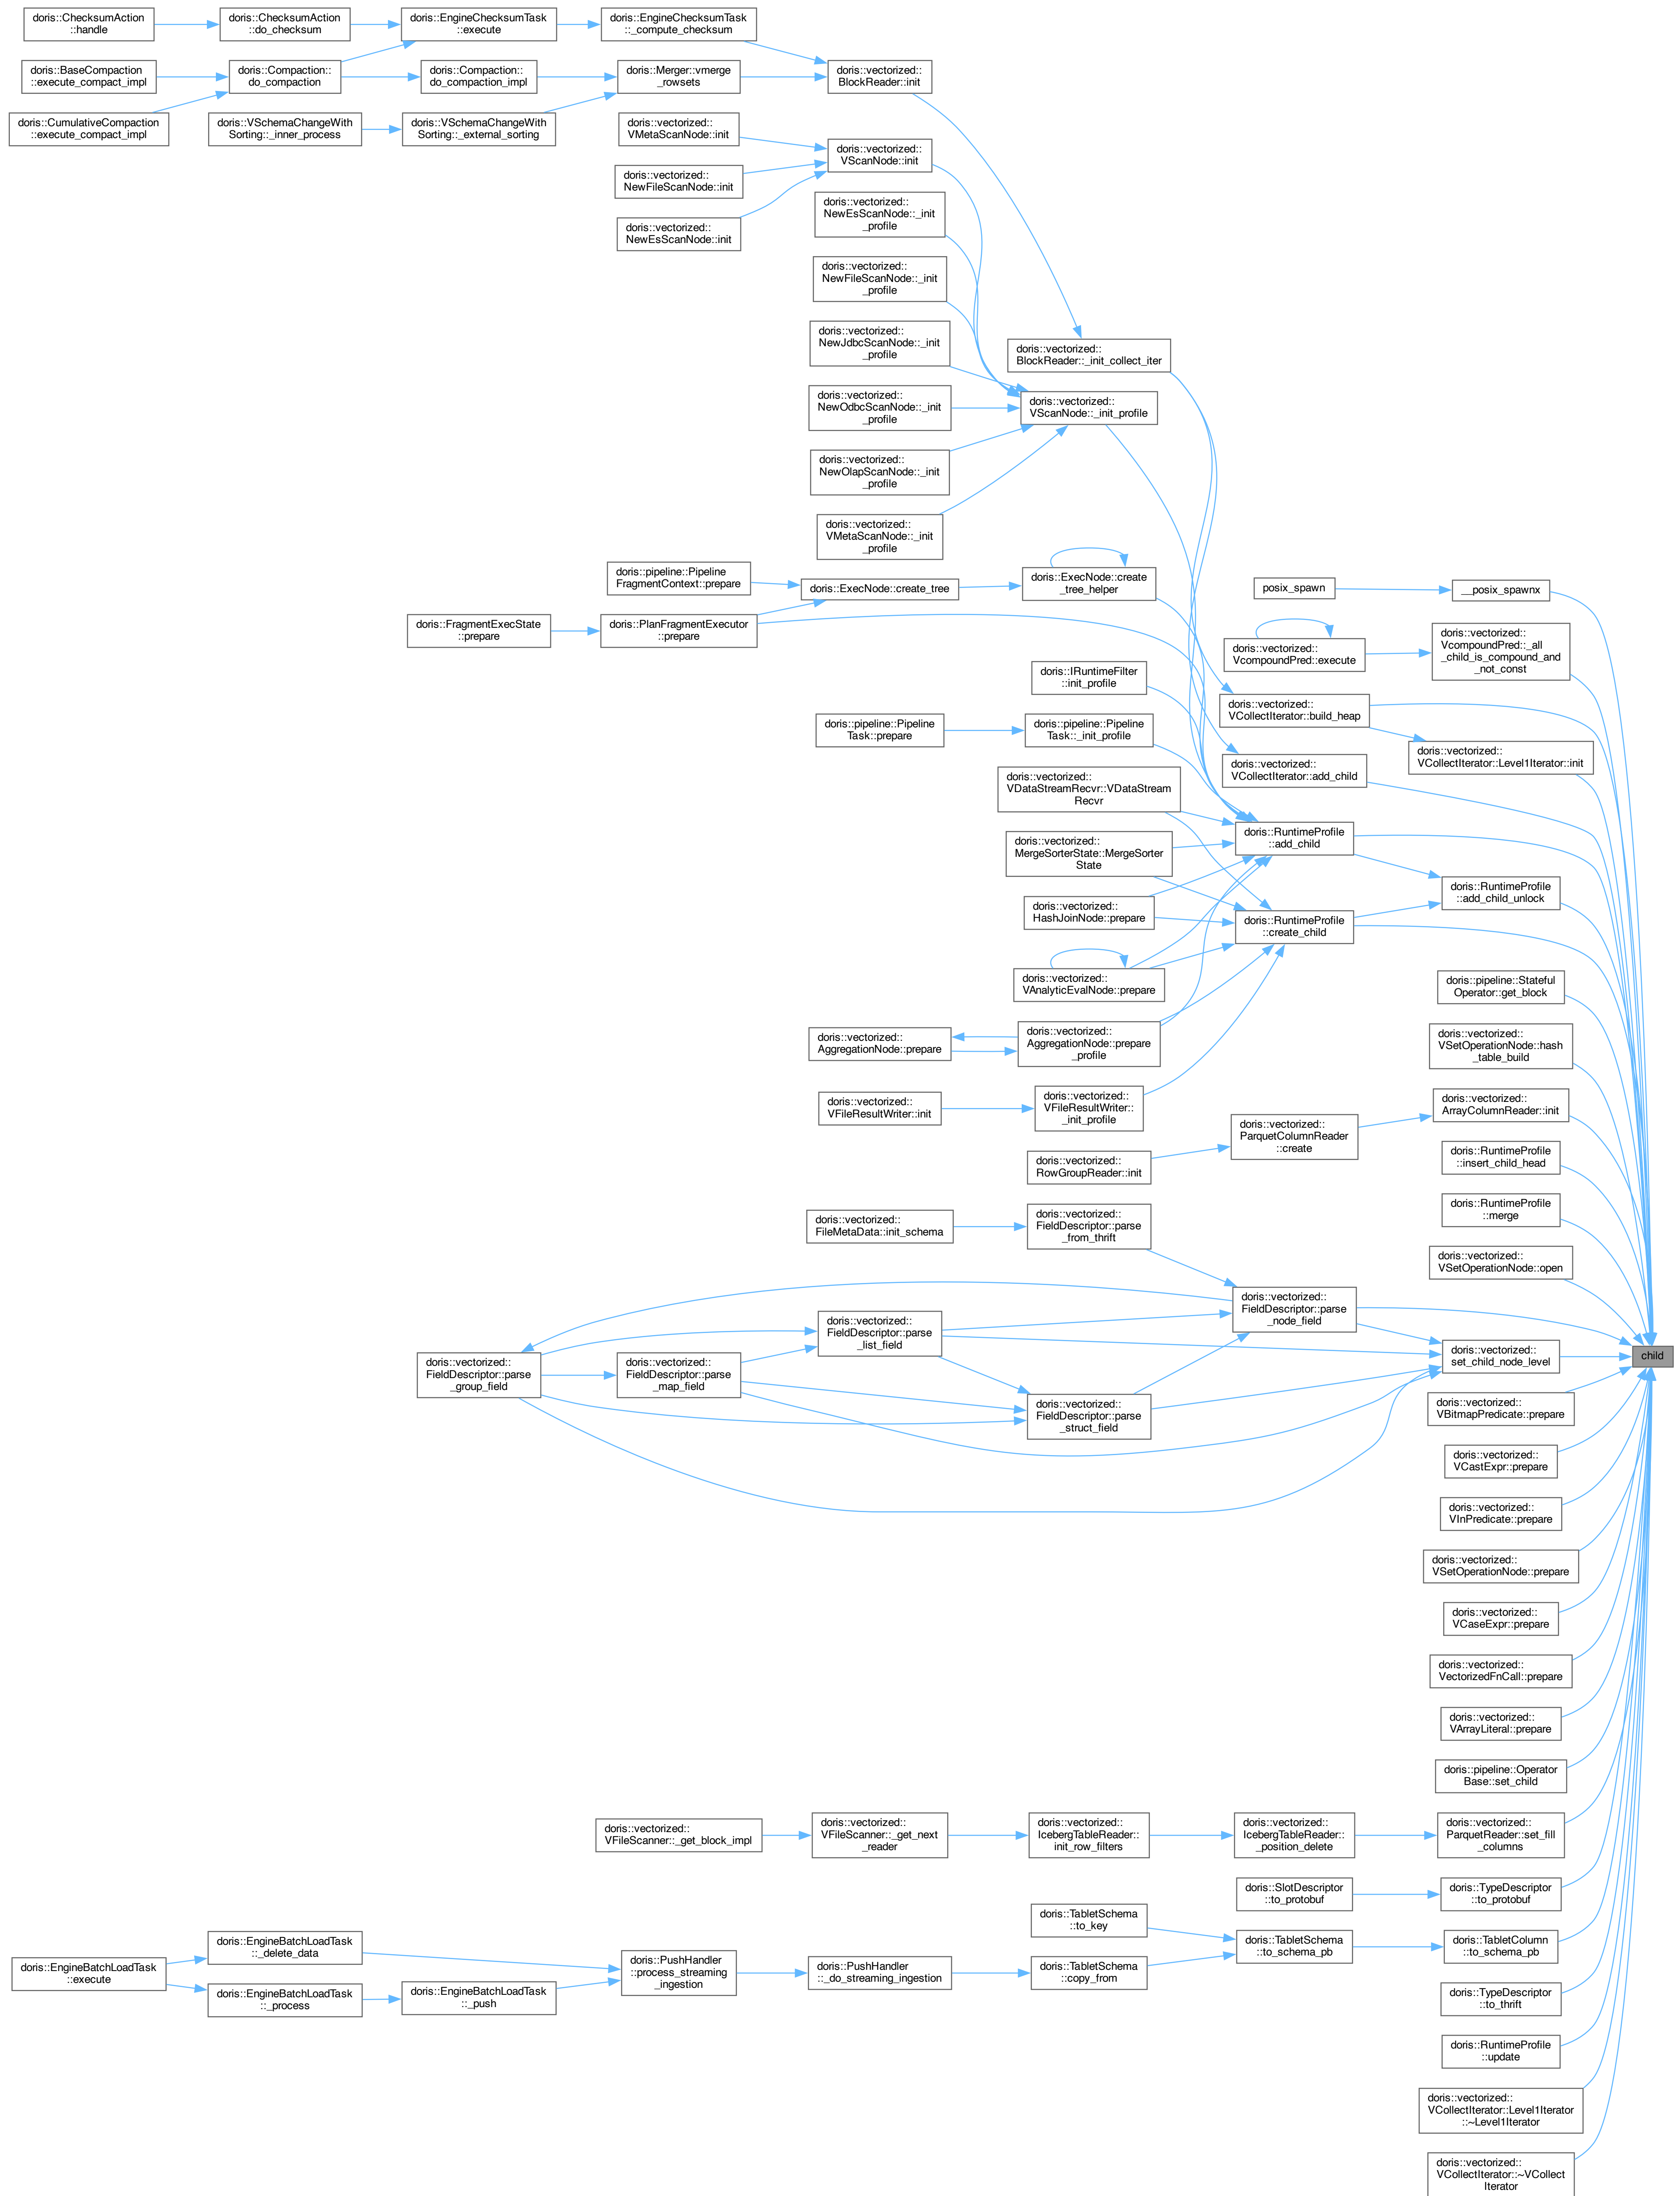 doris::ChecksumAction
::handle
doris::ChecksumAction
::do_checksum
doris::EngineChecksumTask
::execute
doris::EngineChecksumTask
::_compute_checksum
doris::BaseCompaction
::execute_compact_impl
doris::Compaction::
do_compaction
doris::Compaction::
do_compaction_impl
doris::Merger::vmerge
_rowsets
doris::vectorized::
BlockReader::init
doris::CumulativeCompaction
::execute_compact_impl
doris::VSchemaChangeWith
Sorting::_inner_process
doris::VSchemaChangeWith
Sorting::_external_sorting
doris::vectorized::
VMetaScanNode::init
doris::vectorized::
VScanNode::init
doris::vectorized::
NewFileScanNode::init
doris::vectorized::
NewEsScanNode::init
doris::vectorized::
NewEsScanNode::_init
_profile
doris::vectorized::
NewFileScanNode::_init
_profile
doris::vectorized::
NewJdbcScanNode::_init
_profile
doris::vectorized::
BlockReader::_init_collect_iter
doris::vectorized::
NewOdbcScanNode::_init
_profile
doris::vectorized::
VScanNode::_init_profile
doris::vectorized::
NewOlapScanNode::_init
_profile
doris::vectorized::
VMetaScanNode::_init
_profile
doris::pipeline::Pipeline
FragmentContext::prepare
doris::ExecNode::create_tree
doris::ExecNode::create
_tree_helper
posix_spawn
__posix_spawnx
doris::FragmentExecState
::prepare
doris::PlanFragmentExecutor
::prepare
doris::vectorized::
VcompoundPred::execute
doris::vectorized::
VcompoundPred::_all
_child_is_compound_and
_not_const
doris::IRuntimeFilter
::init_profile
doris::vectorized::
VCollectIterator::build_heap
doris::pipeline::Pipeline
Task::prepare
doris::pipeline::Pipeline
Task::_init_profile
doris::vectorized::
VCollectIterator::Level1Iterator::init
doris::vectorized::
VCollectIterator::add_child
doris::vectorized::
VDataStreamRecvr::VDataStream
Recvr
doris::RuntimeProfile
::add_child
doris::vectorized::
MergeSorterState::MergeSorter
State
doris::RuntimeProfile
::add_child_unlock
doris::vectorized::
HashJoinNode::prepare
doris::RuntimeProfile
::create_child
doris::vectorized::
VAnalyticEvalNode::prepare
doris::pipeline::Stateful
Operator::get_block
doris::vectorized::
AggregationNode::prepare
doris::vectorized::
AggregationNode::prepare
_profile
doris::vectorized::
VSetOperationNode::hash
_table_build
doris::vectorized::
VFileResultWriter::init
doris::vectorized::
VFileResultWriter::
_init_profile
doris::vectorized::
ArrayColumnReader::init
doris::vectorized::
ParquetColumnReader
::create
doris::vectorized::
RowGroupReader::init
doris::RuntimeProfile
::insert_child_head
doris::RuntimeProfile
::merge
doris::vectorized::
FileMetaData::init_schema
doris::vectorized::
FieldDescriptor::parse
_from_thrift
doris::vectorized::
VSetOperationNode::open
doris::vectorized::
FieldDescriptor::parse
_node_field
doris::vectorized::
FieldDescriptor::parse
_list_field
doris::vectorized::
set_child_node_level
child
doris::vectorized::
FieldDescriptor::parse
_group_field
doris::vectorized::
FieldDescriptor::parse
_map_field
doris::vectorized::
FieldDescriptor::parse
_struct_field
doris::vectorized::
VBitmapPredicate::prepare
doris::vectorized::
VCastExpr::prepare
doris::vectorized::
VInPredicate::prepare
doris::vectorized::
VSetOperationNode::prepare
doris::vectorized::
VCaseExpr::prepare
doris::vectorized::
VectorizedFnCall::prepare
doris::vectorized::
VArrayLiteral::prepare
doris::pipeline::Operator
Base::set_child
doris::vectorized::
VFileScanner::_get_block_impl
doris::vectorized::
VFileScanner::_get_next
_reader
doris::vectorized::
IcebergTableReader::
init_row_filters
doris::vectorized::
IcebergTableReader::
_position_delete
doris::vectorized::
ParquetReader::set_fill
_columns
doris::SlotDescriptor
::to_protobuf
doris::TypeDescriptor
::to_protobuf
doris::TabletSchema
::to_key
doris::TabletSchema
::to_schema_pb
doris::TabletColumn
::to_schema_pb
doris::EngineBatchLoadTask
::_delete_data
doris::EngineBatchLoadTask
::execute
doris::PushHandler
::process_streaming
_ingestion
doris::PushHandler
::_do_streaming_ingestion
doris::TabletSchema
::copy_from
doris::EngineBatchLoadTask
::_process
doris::EngineBatchLoadTask
::_push
doris::TypeDescriptor
::to_thrift
doris::RuntimeProfile
::update
doris::vectorized::
VCollectIterator::Level1Iterator
::~Level1Iterator
doris::vectorized::
VCollectIterator::~VCollect
Iterator